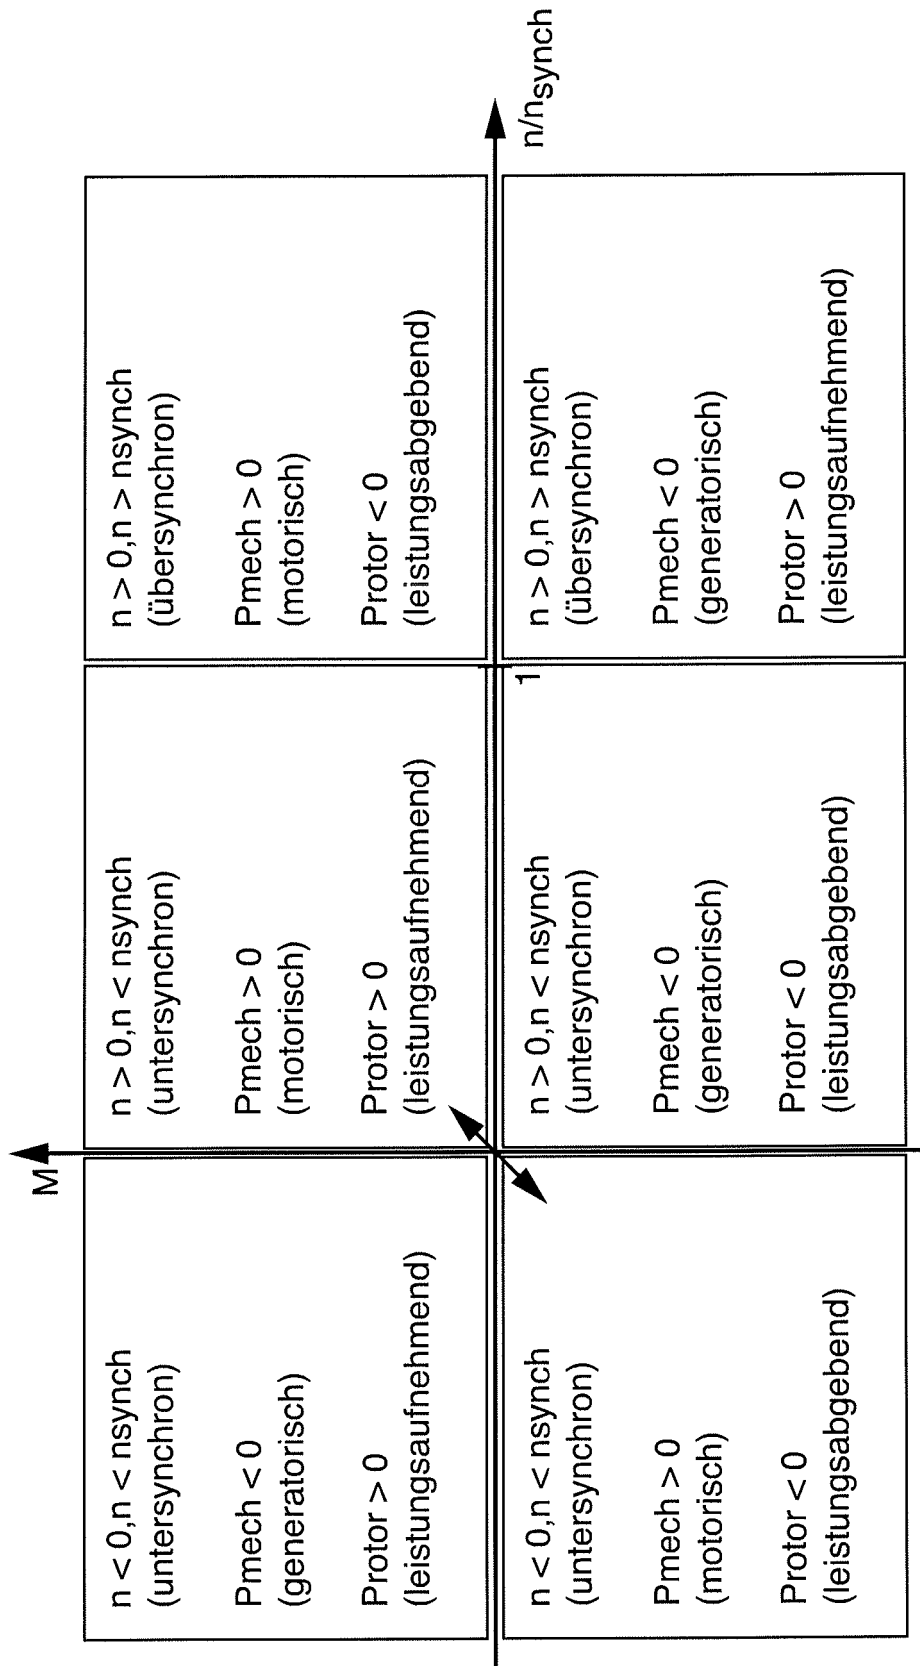 M
n < 0,n < nsynch
(untersynchron)
Pmech < 0
(generatorisch)
Protor > 0
(leistungsaufnehmend)
n > 0,n < nsynch
(untersynchron)
Pmech > 0
(motorisch)
Protor > 0
(leistungsaufnehmend)
n > 0,n > nsynch
(übersynchron)
Pmech > 0
(motorisch)
Protor < 0
(leistungsabgebend)
n/nsynch
1
n < 0,n < nsynch
(untersynchron)
Pmech > 0
(motorisch)
Protor < 0
(leistungsabgebend)
n > 0,n < nsynch
(untersynchron)
Pmech < 0
(generatorisch)
Protor < 0
(leistungsabgebend)
n > 0,n > nsynch
(übersynchron)
Pmech < 0
(generatorisch)
Protor > 0
(leistungsaufnehmend)